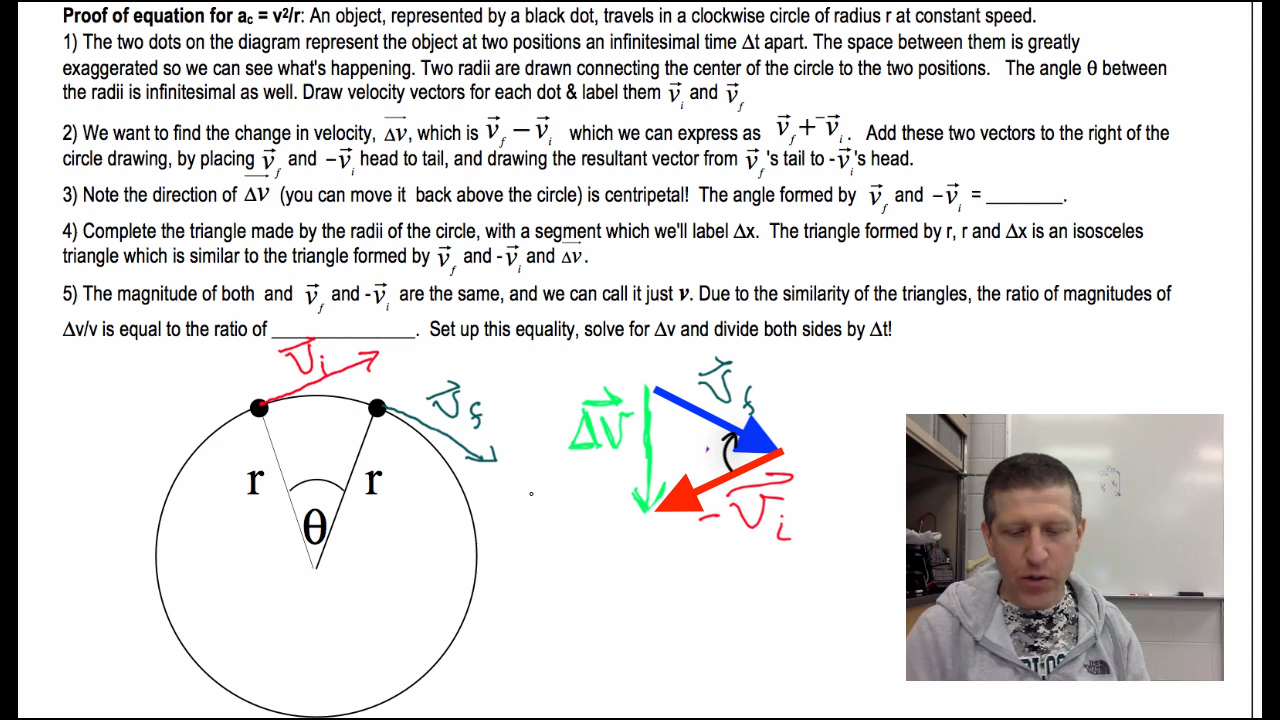 Proof of equation for a꜀ = v²/r: An object, represented by a black dot, travels in a clockwise circle of radius r at constant speed.
1) The two dots on the diagram represent the object at two positions an infinitesimal time Δt apart. The space between them is greatly
exaggerated so we can see what's happening. Two radii are drawn connecting the center of the circle to the two positions. The angle θ between
the radii is infinitesimal as well. Draw velocity vectors for each dot & label them v⃗ᵢ and v⃗_f
2) We want to find the change in velocity, Δv⃗, which is v⃗_f − v⃗ᵢ which we can express as v⃗_f + ⁻v⃗ᵢ. Add these two vectors to the right of the
circle drawing, by placing v⃗_f and −v⃗ᵢ head to tail, and drawing the resultant vector from v⃗_f's tail to -v⃗ᵢ's head.
3) Note the direction of Δv⃗ (you can move it back above the circle) is centripetal! The angle formed by v⃗_f and −v⃗ᵢ = ________.
4) Complete the triangle made by the radii of the circle, with a segment which we'll label Δx. The triangle formed by r, r and Δx is an isosceles
triangle which is similar to the triangle formed by v⃗_f and -v⃗ᵢ and Δv⃗.
5) The magnitude of both and v⃗_f and -v⃗ᵢ are the same, and we can call it just v. Due to the similarity of the triangles, the ratio of magnitudes of
Δv/v is equal to the ratio of _______________. Set up this equality, solve for Δv and divide both sides by Δt!
v⃗ᵢ
v⃗_f
r
r
θ
Δv⃗
v⃗_f
-v⃗ᵢ